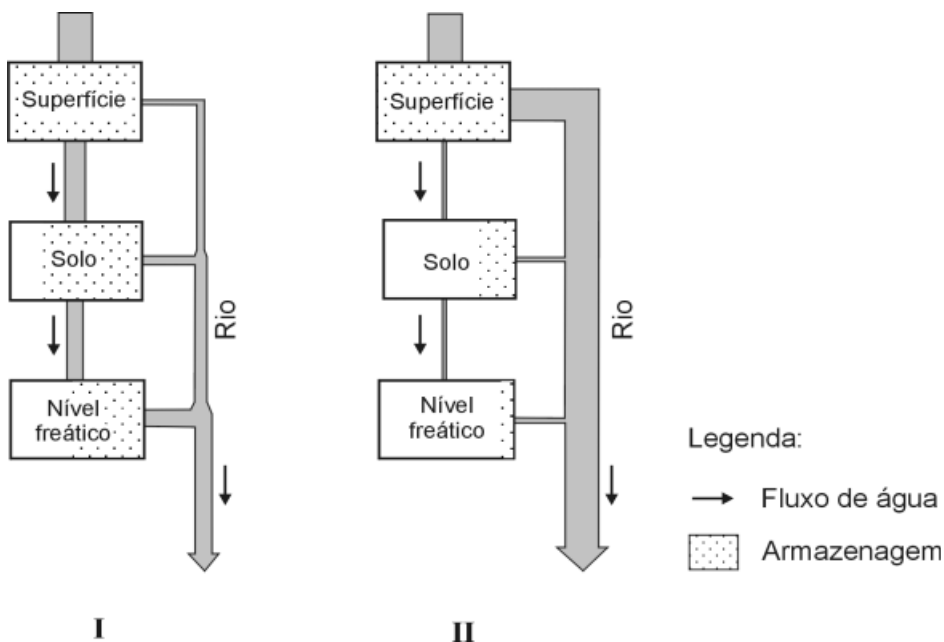 Superfície
Solo
Nível
freático
Rio
I
Superfície
Solo
Nível
freático
Rio
II
Legenda:
Fluxo de água
Armazenagem